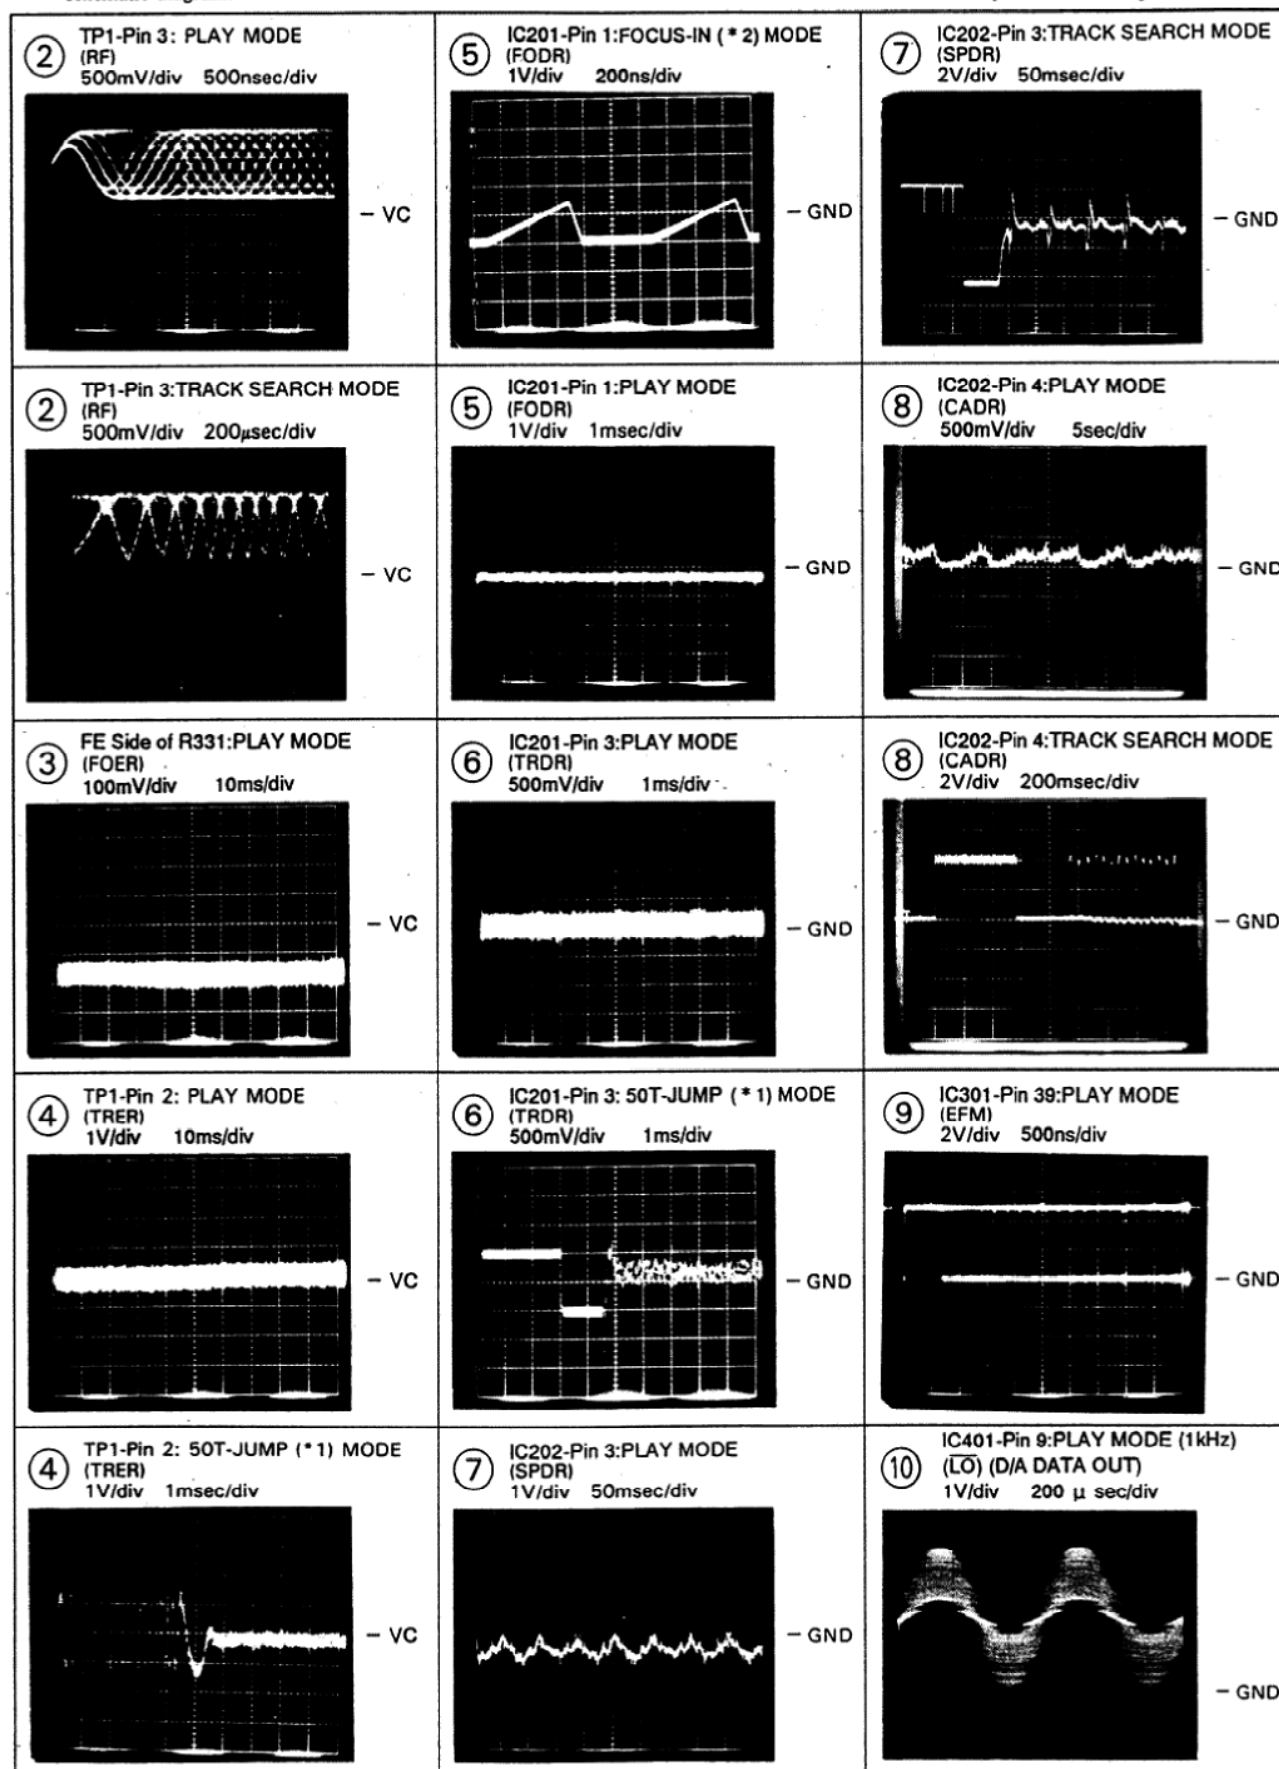 ②
TP1-Pin 3: PLAY MODE
(RF)
500mV/div 500nsec/div
– VC
⑤
IC201-Pin 1:FOCUS-IN (*2) MODE
(FODR)
1V/div 200ns/div
– GND
⑦
IC202-Pin 3:TRACK SEARCH MODE
(SPDR)
2V/div 50msec/div
– GND
②
TP1-Pin 3:TRACK SEARCH MODE
(RF)
500mV/div 200μsec/div
– VC
⑤
IC201-Pin 1:PLAY MODE
(FODR)
1V/div 1msec/div
– GND
⑧
IC202-Pin 4:PLAY MODE
(CADR)
500mV/div 5sec/div
– GND
③
FE Side of R331:PLAY MODE
(FOER)
100mV/div 10ms/div
– VC
⑥
IC201-Pin 3:PLAY MODE
(TRDR)
500mV/div 1ms/div
– GND
⑧
IC202-Pin 4:TRACK SEARCH MODE
(CADR)
2V/div 200msec/div
– GND
④
TP1-Pin 2: PLAY MODE
(TRER)
1V/div 10ms/div
– VC
⑥
IC201-Pin 3: 50T-JUMP (*1) MODE
(TRDR)
500mV/div 1ms/div
– GND
⑨
IC301-Pin 39:PLAY MODE
(EFM)
2V/div 500ns/div
– GND
④
TP1-Pin 2: 50T-JUMP (*1) MODE
(TRER)
1V/div 1msec/div
– VC
⑦
IC202-Pin 3:PLAY MODE
(SPDR)
1V/div 50msec/div
– GND
⑩
IC401-Pin 9:PLAY MODE (1kHz)
(L̅O̅) (D/A DATA OUT)
1V/div 200 μ sec/div
– GND